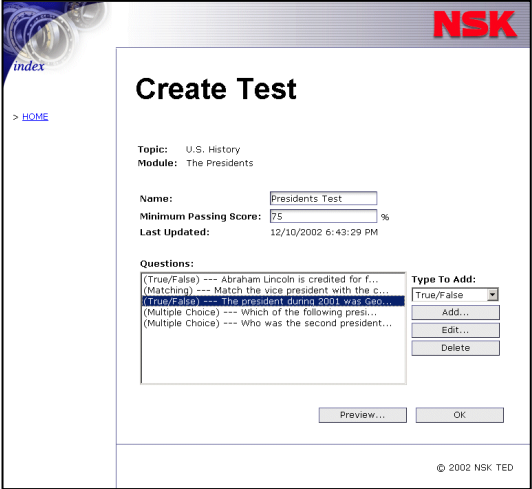 NSK
index
> HOME
Create Test
Topic: U.S. History
Module: The Presidents
Name: Presidents Test
Minimum Passing Score: 75 %
Last Updated: 12/10/2002 6:43:29 PM
Questions:
(True/False) --- Abraham Lincoln is credited for f...
(Matching) --- Match the vice president with the c...
(True/False) --- The president during 2001 was Geo...
(Multiple Choice) --- Which of the following presi...
(Multiple Choice) --- Who was the second president...
Type To Add:
True/False
Add...
Edit...
Delete
Preview... OK
© 2002 NSK TED